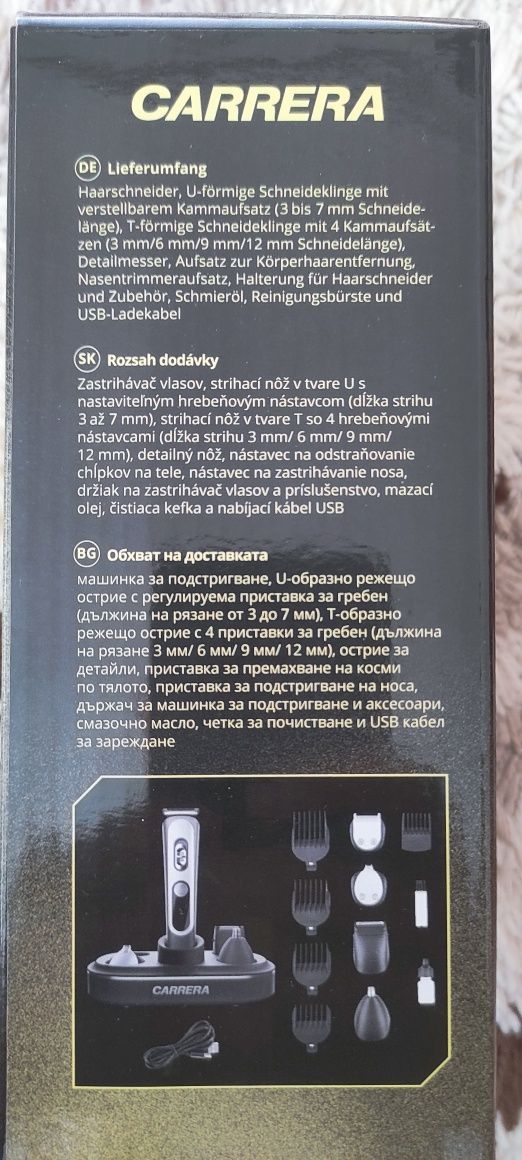 CARRERA
DE Lieferumfang
Haarschneider, U-förmige Schneideklinge mit
verstellbarem Kammaufsatz (3 bis 7 mm Schneide-
länge), T-förmige Schneideklinge mit 4 Kammaufsät-
zen (3 mm/6 mm/9 mm/12 mm Schneidelänge),
Detailmesser, Aufsatz zur Körperhaarentfernung,
Nasentrimmeraufsatz, Halterung für Haarschneider
und Zubehör, Schmieröl, Reinigungsbürste und
USB-Ladekabel
SK Rozsah dodávky
Zastrihávač vlasov, strihací nôž v tvare U s
nastaviteľným hrebeňovým nástavcom (dĺžka strihu
3 až 7 mm), strihací nôž v tvare T so 4 hrebeňovými
nástavcami (dĺžka strihu 3 mm/ 6 mm/ 9 mm/
12 mm), detailný nôž, nástavec na odstraňovanie
chĺpkov na tele, nástavec na zastrihávanie nosa,
držiak na zastrihávač vlasov a príslušenstvo, mazací
olej, čistiaca kefka a nabíjací kábel USB
BG Обхват на доставката
машинка за подстригване, U-образно режещо
острие с регулируема приставка за гребен
(дължина на рязане от 3 до 7 мм), Т-образно
режещо острие с 4 приставки за гребен (дължина
на рязане 3 мм/ 6 мм/ 9 мм/ 12 мм), острие за
детайли, приставка за премахване на косми
по тялото, приставка за подстригване на носа,
държач за машинка за подстригване и аксесоари,
смазочно масло, четка за почистване и USB кабел
за зареждане
CARRERA